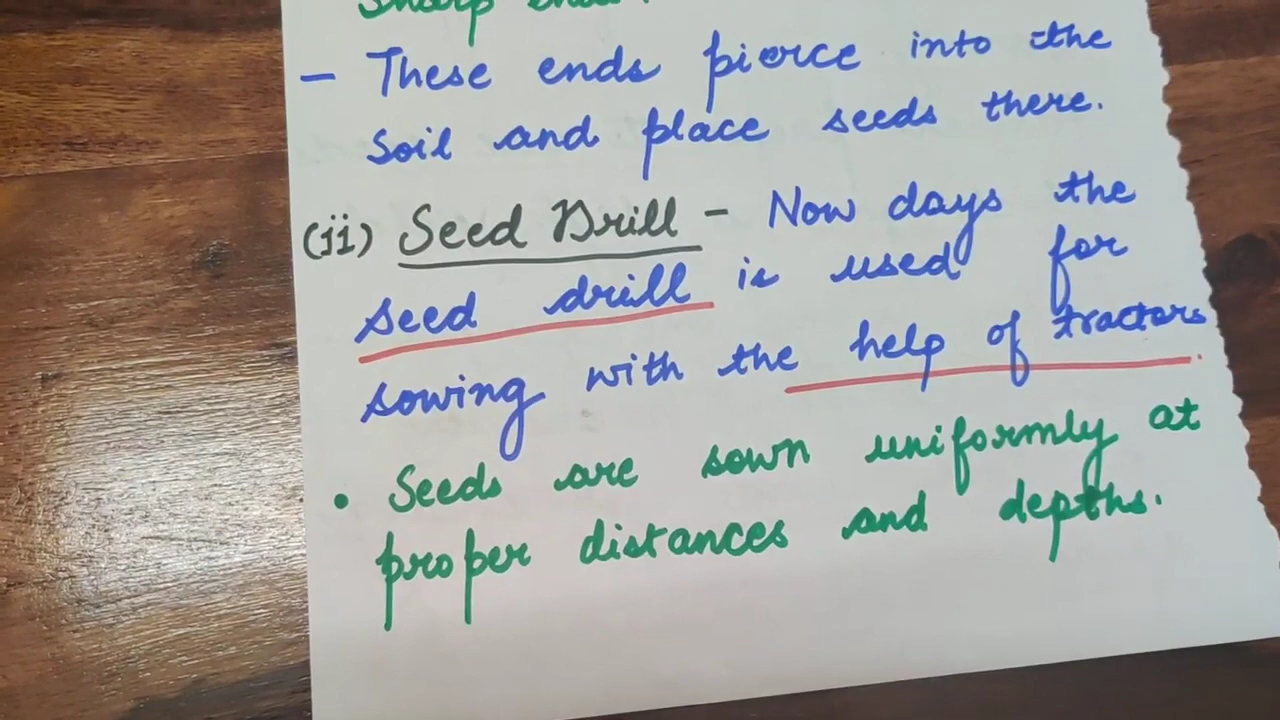 — These ends pierce into the
soil and place seeds there.
(ii) Seed Drill - Now days the
seed drill is used for
sowing with the help of tractors
• Seeds are sown uniformly at
proper distances and depths.